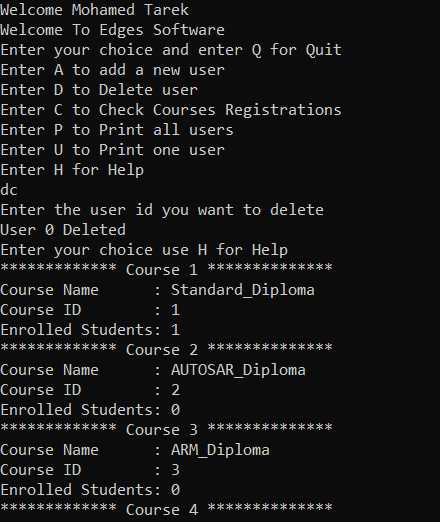 Welcome Mohamed Tarek
Welcome To Edges Software
Enter your choice and enter Q for Quit
Enter A to add a new user
Enter D to Delete user
Enter C to Check Courses Registrations
Enter P to Print all users
Enter U to Print one user
Enter H for Help
dc
Enter the user id you want to delete
User 0 Deleted
Enter your choice use H for Help
************* Course 1 **************
Course Name      : Standard_Diploma
Course ID        : 1
Enrolled Students: 1
************* Course 2 **************
Course Name      : AUTOSAR_Diploma
Course ID        : 2
Enrolled Students: 0
************* Course 3 **************
Course Name      : ARM_Diploma
Course ID        : 3
Enrolled Students: 0
************* Course 4 **************